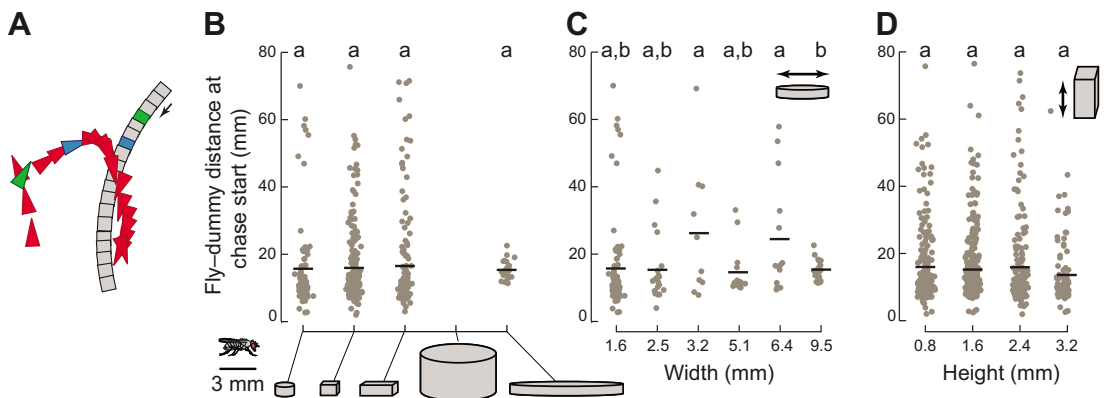 A
B
C
D
Fly–dummy distance at
chase start (mm)
80
60
40
20
0
a a a a
3 mm
80
60
40
20
0
a,b a,b a a,b a b
1.6 2.5 3.2 5.1 6.4 9.5
Width (mm)
80
60
40
20
0
a a a a
0.8 1.6 2.4 3.2
Height (mm)